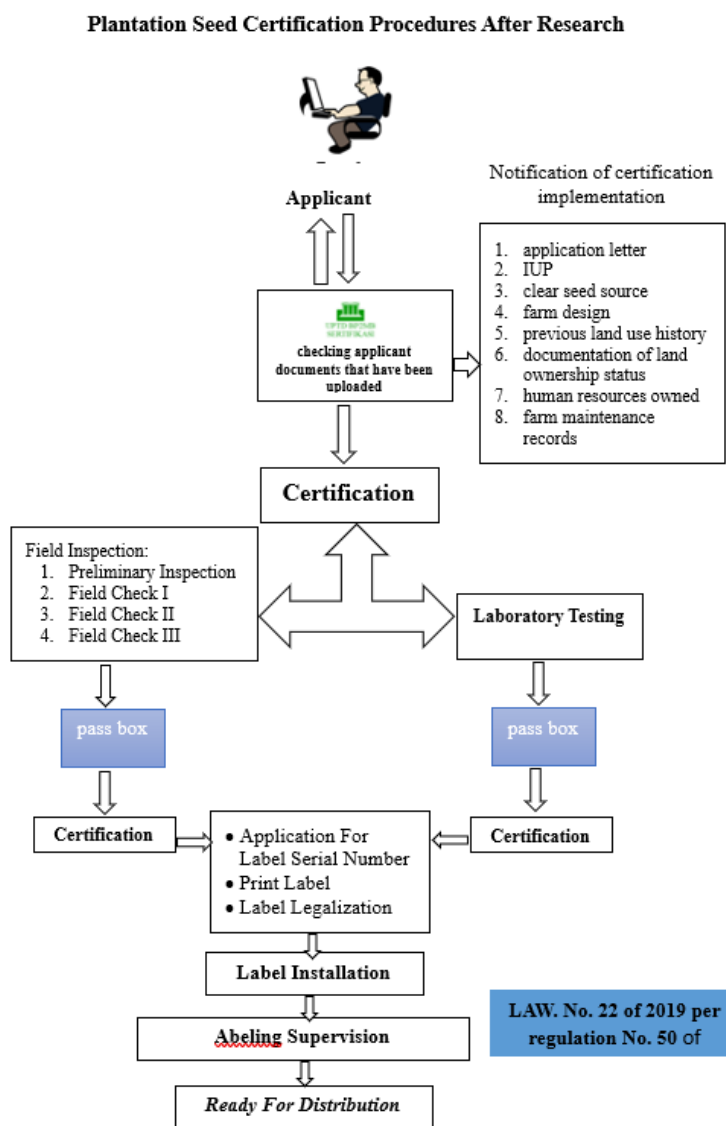 Plantation Seed Certification Procedures After Research
Applicant
Notification of certification
implementation
1. application letter
2. IUP
3. clear seed source
4. farm design
5. previous land use history
6. documentation of land
ownership status
7. human resources owned
8. farm maintenance
records
SERTIFIKASI
checking applicant
documents that have been
uploaded
Certification
Field Inspection:
1. Preliminary Inspection
2. Field Check I
3. Field Check II
4. Field Check III
Laboratory Testing
pass box
pass box
Certification
• Application For
Label Serial Number
• Print Label
• Label Legalization
Certification
Label Installation
Abeling Supervision
LAW. No. 22 of 2019 per
regulation No. 50 of
Ready For Distribution